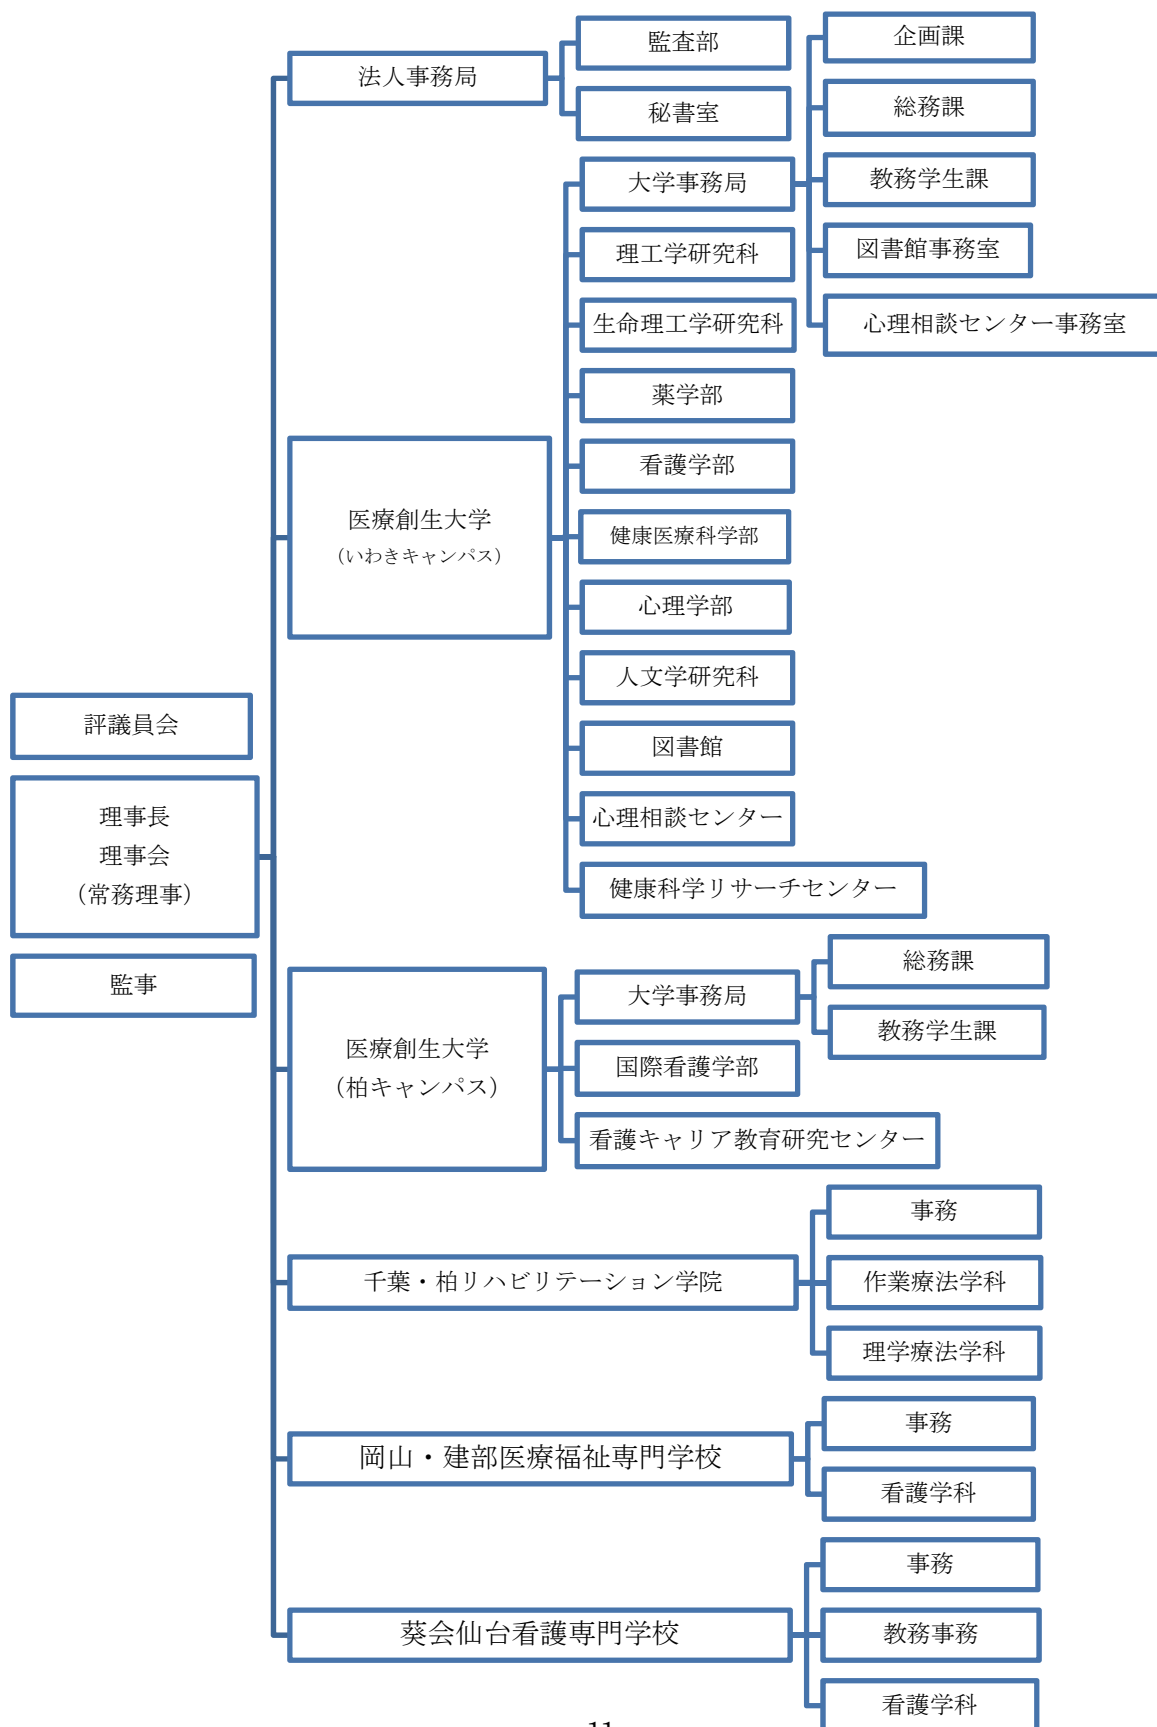 評議員会
理事長
理事会
（常務理事）
監事
法人事務局
監査部
秘書室
医療創生大学
（いわきキャンパス）
大学事務局
企画課
総務課
教務学生課
図書館事務室
心理相談センター事務室
理工学研究科
生命理工学研究科
薬学部
看護学部
健康医療科学部
心理学部
人文学研究科
図書館
心理相談センター
健康科学リサーチセンター
医療創生大学
（柏キャンパス）
大学事務局
総務課
教務学生課
国際看護学部
看護キャリア教育研究センター
千葉・柏リハビリテーション学院
事務
作業療法学科
理学療法学科
岡山・建部医療福祉専門学校
事務
看護学科
葵会仙台看護専門学校
事務
教務事務
看護学科
11